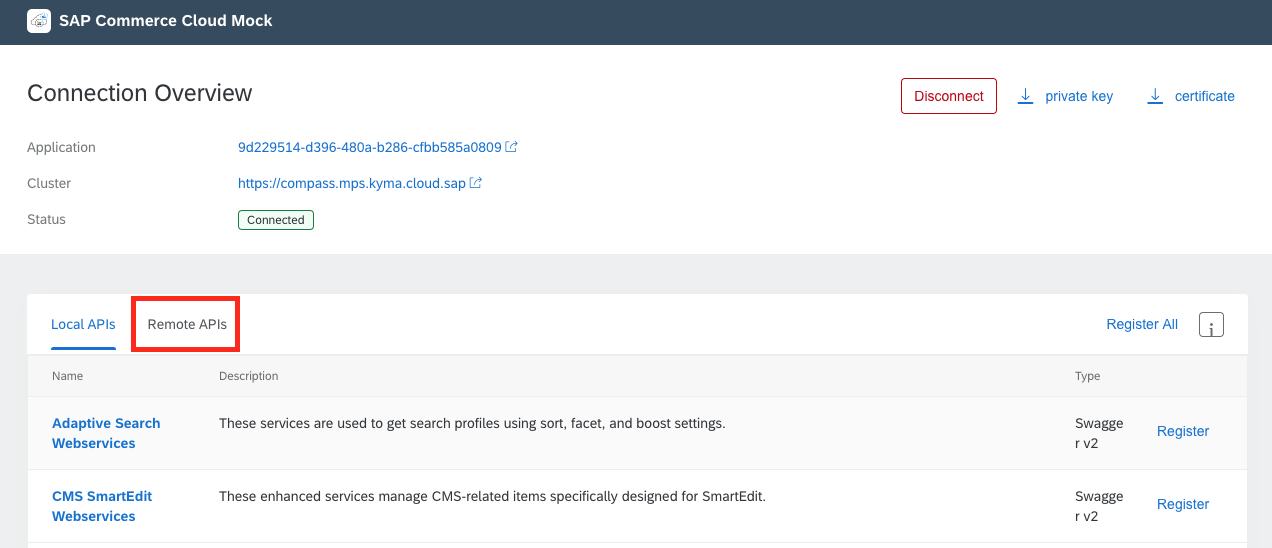 SAP Commerce Cloud Mock
Connection Overview
Disconnect
private key
certificate
Application
9d229514-d396-480a-b286-cfbb585a0809
Cluster
https://compass.mps.kyma.cloud.sap
Status
Connected
Local APIs
Remote APIs
Register All
i
Name
Description
Type
Adaptive Search
Webservices
These services are used to get search profiles using sort, facet, and boost settings.
Swagge
r v2
Register
CMS SmartEdit
Webservices
These enhanced services manage CMS-related items specifically designed for SmartEdit.
Swagge
r v2
Register